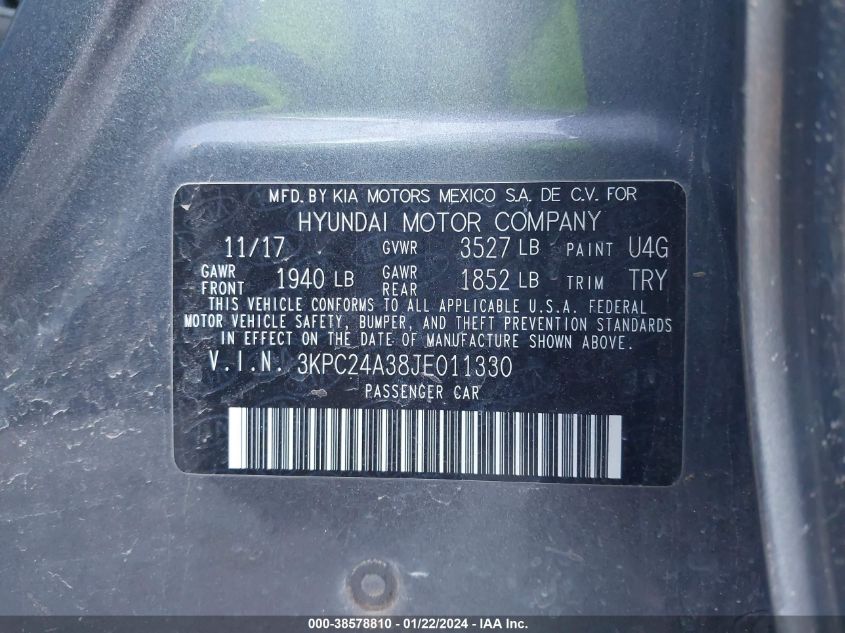 MFD. BY KIA MOTORS MEXICO S.A. DE C.V. FOR
HYUNDAI MOTOR COMPANY
11/17 GVWR 3527 LB PAINT U4G
GAWR FRONT 1940 LB GAWR REAR 1852 LB TRIM TRY
THIS VEHICLE CONFORMS TO ALL APPLICABLE U.S.A. FEDERAL
MOTOR VEHICLE SAFETY, BUMPER, AND THEFT PREVENTION STANDARDS
IN EFFECT ON THE DATE OF MANUFACTURE SHOWN ABOVE.
V.I.N. 3KPC24A38JE011330
PASSENGER CAR
000-38578810 - 01/22/2024 - IAA Inc.